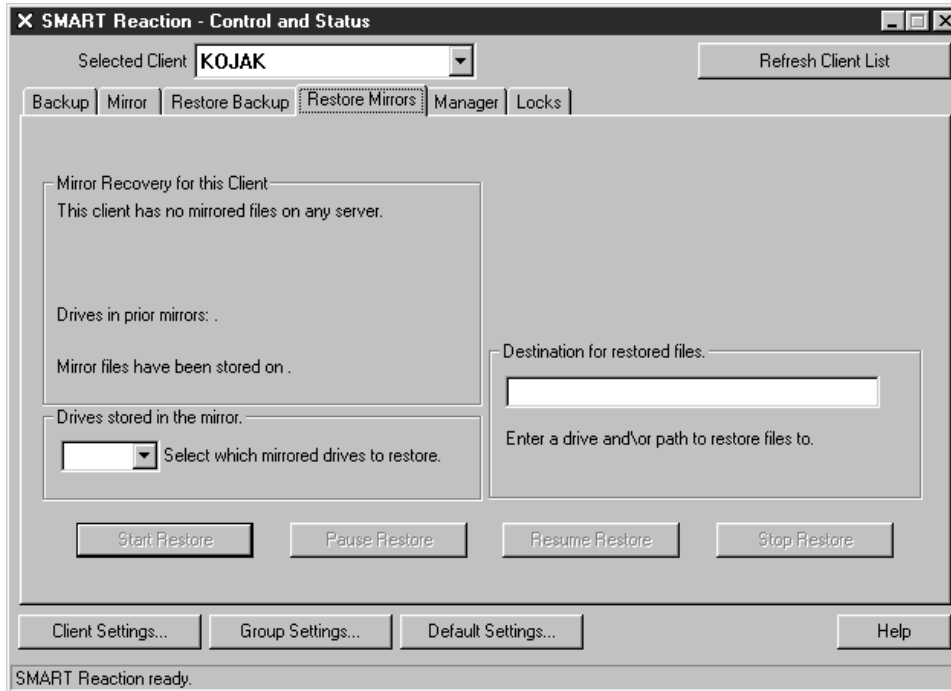 SMART Reaction - Control and Status
Selected Client KOJAK
Refresh Client List
Backup Mirror Restore Backup Restore Mirrors Manager Locks
Mirror Recovery for this Client
This client has no mirrored files on any server.
Drives in prior mirrors: .
Mirror files have been stored on .
Drives stored in the mirror.
Select which mirrored drives to restore.
Destination for restored files.
Enter a drive and\or path to restore files to.
Start Restore Pause Restore Resume Restore Stop Restore
Client Settings... Group Settings... Default Settings... Help
SMART Reaction ready.